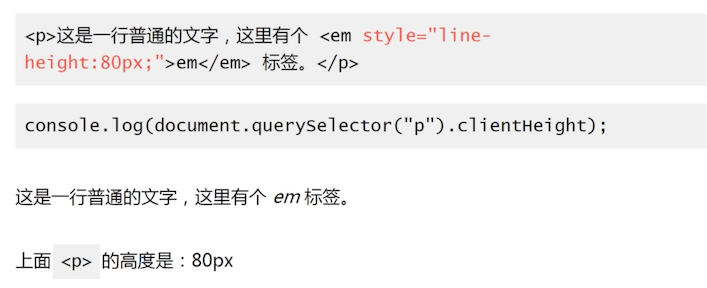 <p>这是一行普通的文字，这里有个 <em style="line-
height:80px;">em</em> 标签。</p>
console.log(document.querySelector("p").clientHeight);
这是一行普通的文字，这里有个 em 标签。
上面 <p> 的高度是：80px